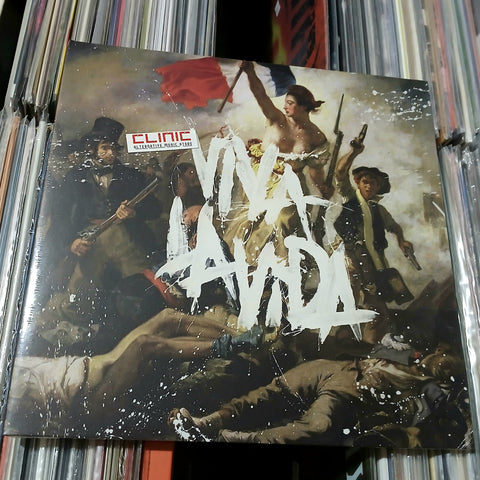 CLINIC
ALTERNATIVE MUSIC STORE
VIVA
LA VIDA